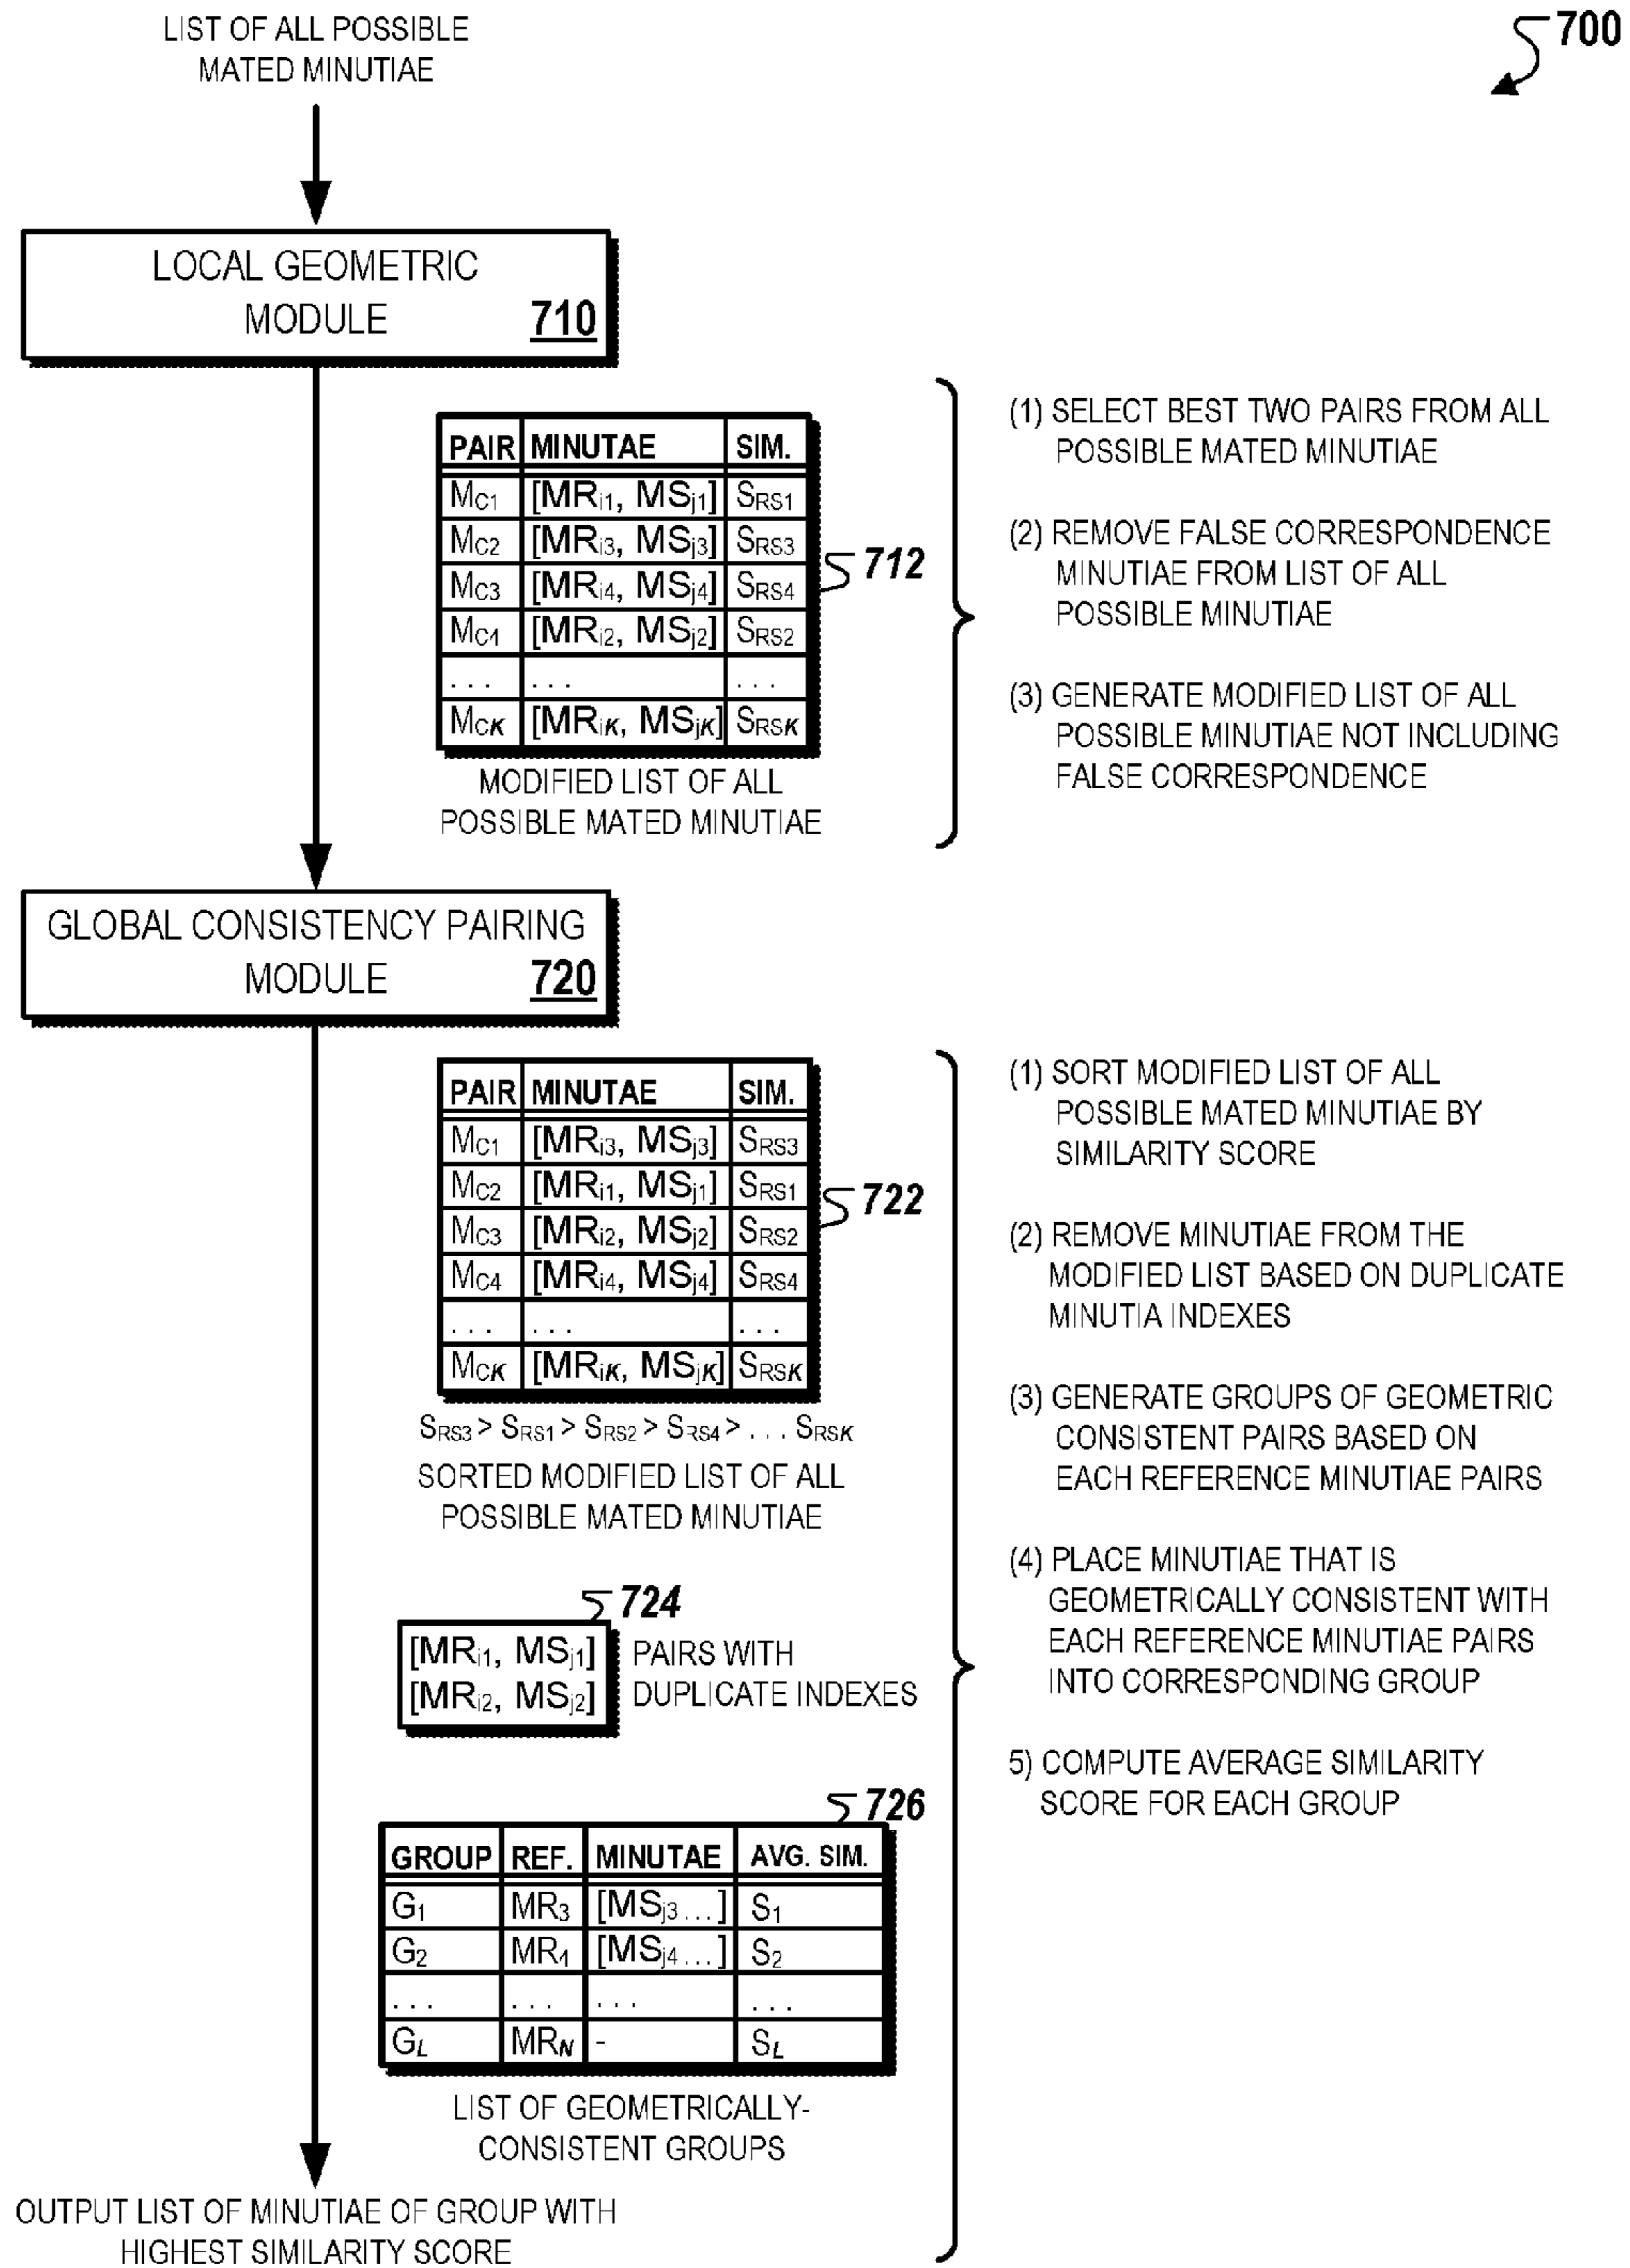 LIST OF ALL POSSIBLE
MATED MINUTIAE
700
LOCAL GEOMETRIC
MODULE 710
PAIR MINUTAE SIM.
MC1 [MRi1, MSj1] SRS1
MC2 [MRi3, MSj3] SRS3
MC3 [MRi4, MSj4] SRS4
MC4 [MRi2, MSj2] SRS2
... ... ...
MCK [MRiK, MSjK] SRSK
712
MODIFIED LIST OF ALL
POSSIBLE MATED MINUTIAE
(1) SELECT BEST TWO PAIRS FROM ALL
POSSIBLE MATED MINUTIAE
(2) REMOVE FALSE CORRESPONDENCE
MINUTIAE FROM LIST OF ALL
POSSIBLE MINUTIAE
(3) GENERATE MODIFIED LIST OF ALL
POSSIBLE MINUTIAE NOT INCLUDING
FALSE CORRESPONDENCE
GLOBAL CONSISTENCY PAIRING
MODULE 720
PAIR MINUTAE SIM.
MC1 [MRi3, MSj3] SRS3
MC2 [MRi1, MSj1] SRS1
MC3 [MRi2, MSj2] SRS2
MC4 [MRi4, MSj4] SRS4
... ... ...
MCK [MRiK, MSjK] SRSK
722
SRS3 > SRS1 > SRS2 > SRS4 > ... SRSK
SORTED MODIFIED LIST OF ALL
POSSIBLE MATED MINUTIAE
724
[MRi1, MSj1]
[MRi2, MSj2]
PAIRS WITH
DUPLICATE INDEXES
726
GROUP REF. MINUTAE AVG. SIM.
G1 MR3 [MSj3...] S1
G2 MR4 [MSj4...] S2
... ... ... ...
GL MRN - SL
LIST OF GEOMETRICALLY-
CONSISTENT GROUPS
(1) SORT MODIFIED LIST OF ALL
POSSIBLE MATED MINUTIAE BY
SIMILARITY SCORE
(2) REMOVE MINUTIAE FROM THE
MODIFIED LIST BASED ON DUPLICATE
MINUTIA INDEXES
(3) GENERATE GROUPS OF GEOMETRIC
CONSISTENT PAIRS BASED ON
EACH REFERENCE MINUTIAE PAIRS
(4) PLACE MINUTIAE THAT IS
GEOMETRICALLY CONSISTENT WITH
EACH REFERENCE MINUTIAE PAIRS
INTO CORRESPONDING GROUP
5) COMPUTE AVERAGE SIMILARITY
SCORE FOR EACH GROUP
OUTPUT LIST OF MINUTIAE OF GROUP WITH
HIGHEST SIMILARITY SCORE